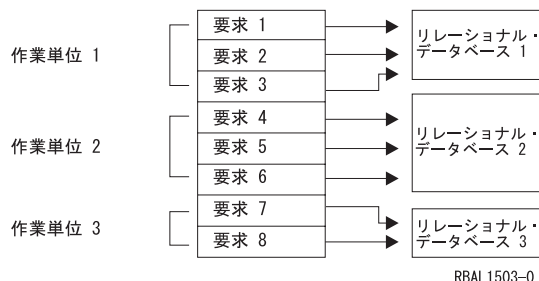 作業単位 1
作業単位 2
作業単位 3
要求 1
要求 2
要求 3
要求 4
要求 5
要求 6
要求 7
要求 8
リレーショナル・
データベース 1
リレーショナル・
データベース 2
リレーショナル・
データベース 3
RBAL1503-0